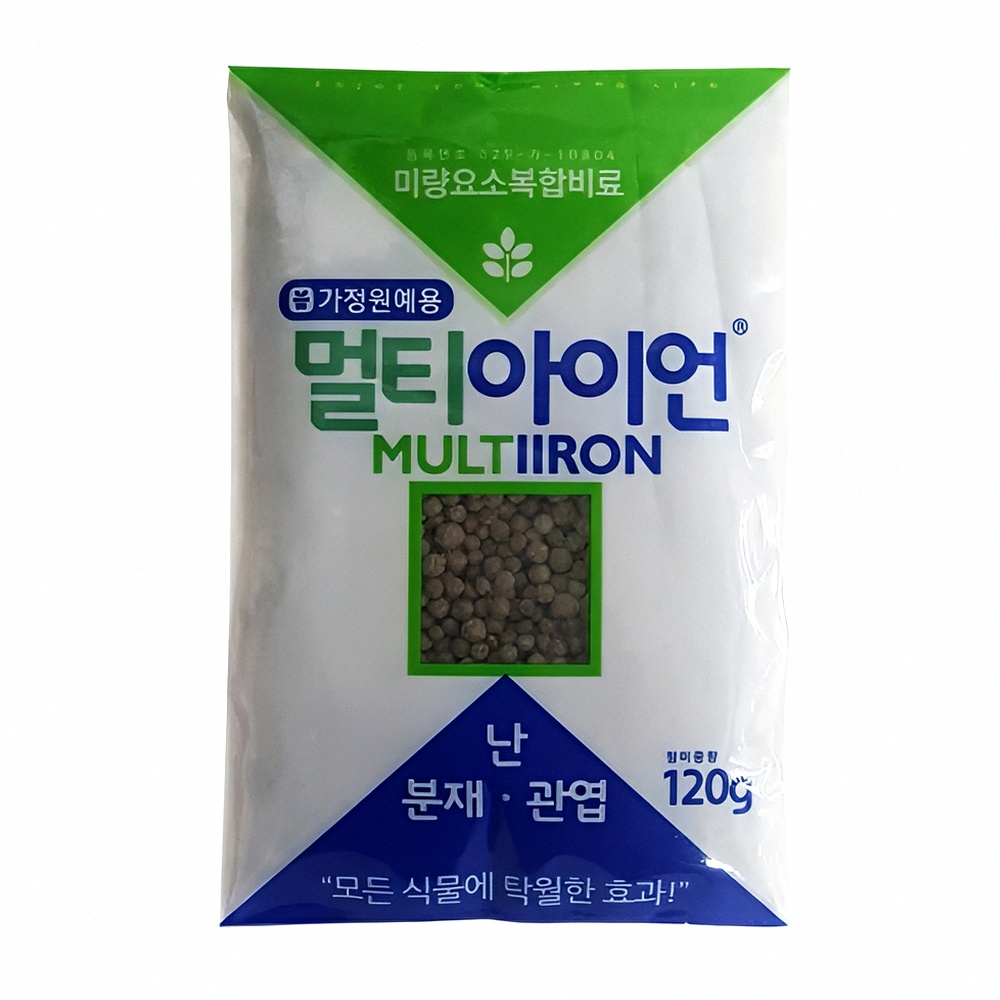 미량요소복합비료
가정원예용
멀티아이언®
MULTIIRON
난
분재 · 관엽
120g
“모든 식물에 탁월한 효과!”